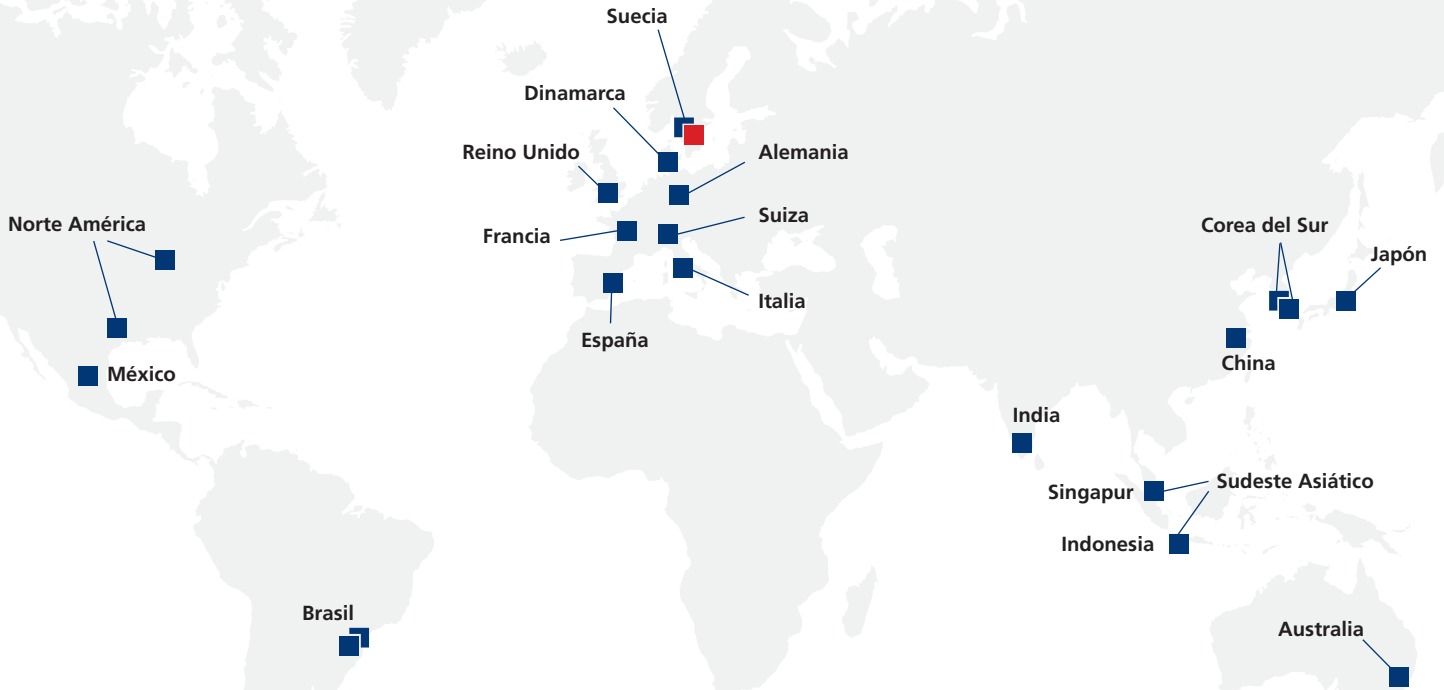 Suecia
Dinamarca
Reino Unido
Alemania
Norte América
Suiza
Francia
Corea del Sur
Japón
Italia
España
China
México
India
Singapur
Sudeste Asiático
Indonesia
Brasil
Australia